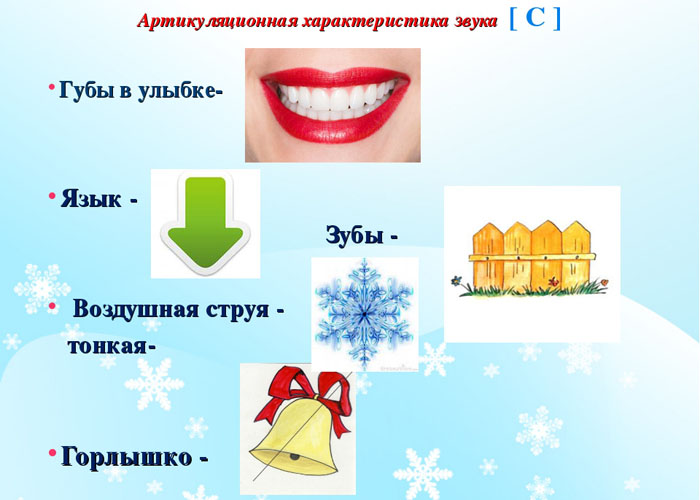 Артикуляционная характеристика звука [ С ]
• Губы в улыбке-
• Язык -
Зубы -
• Воздушная струя -
тонкая-
• Горлышко -